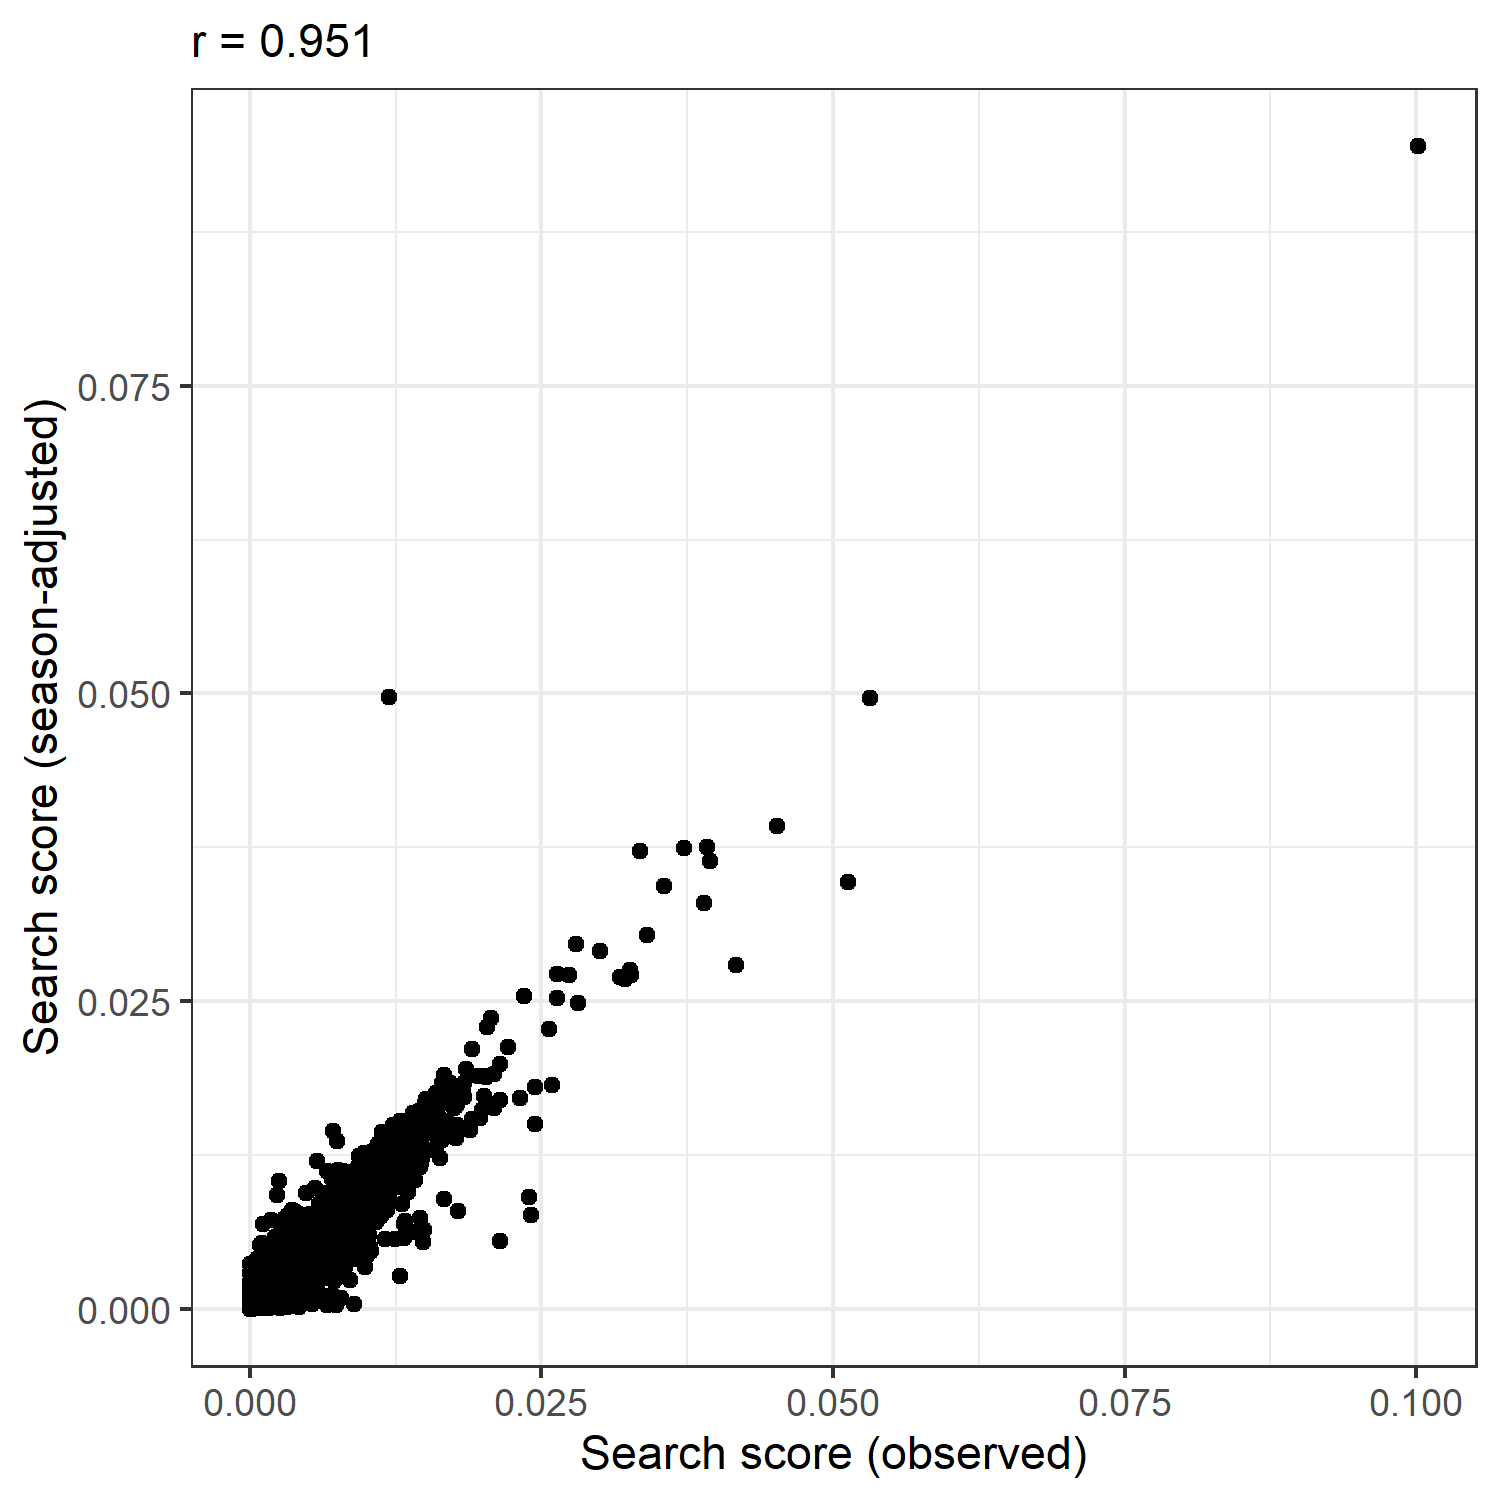 r = 0.951
Search score (season-adjusted)
0.075
0.050
0.025
0.000
0.000 0.025 0.050 0.075 0.100
Search score (observed)